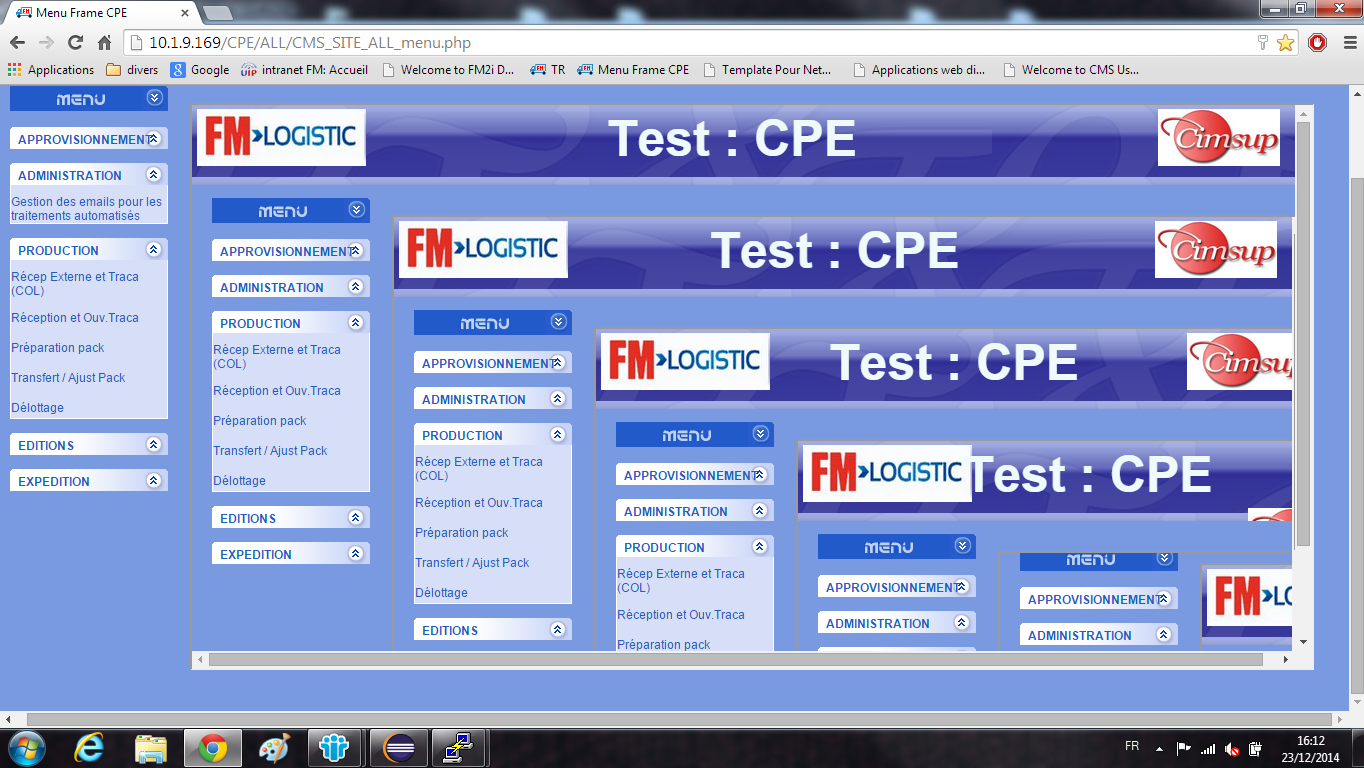 Menu Frame CPE
10.1.9.169/CPE/ALL/CMS_SITE_ALL_menu.php
Applications divers Google intranet FM: Accueil Welcome to FM2i D... TR Menu Frame CPE Template Pour Net... Applications web di... Welcome to CMS Us...
MENU
APPROVISIONNEMENT
ADMINISTRATION
Gestion des emails pour les
traitements automatisés
PRODUCTION
Récep Externe et Traca
(COL)
Réception et Ouv.Traca
Préparation pack
Transfert / Ajust Pack
Délottage
EDITIONS
EXPEDITION
FM LOGISTIC Test : CPE Cimsup
MENU
APPROVISIONNEMENT
ADMINISTRATION
PRODUCTION
Récep Externe et Traca
(COL)
Réception et Ouv.Traca
Préparation pack
Transfert / Ajust Pack
Délottage
EDITIONS
EXPEDITION
FM LOGISTIC Test : CPE Cimsup
MENU
APPROVISIONNEMENT
ADMINISTRATION
PRODUCTION
Récep Externe et Traca
(COL)
Réception et Ouv.Traca
Préparation pack
Transfert / Ajust Pack
Délottage
EDITIONS
FM LOGISTIC Test : CPE Cimsup
MENU
APPROVISIONNEMENT
ADMINISTRATION
PRODUCTION
Récep Externe et Traca
(COL)
Réception et Ouv.Traca
Préparation pack
FM LOGISTIC Test : CPE
MENU
APPROVISIONNEMENT
ADMINISTRATION
MENU
APPROVISIONNEMENT
ADMINISTRATION
FM LO
FR
16:12
23/12/2014